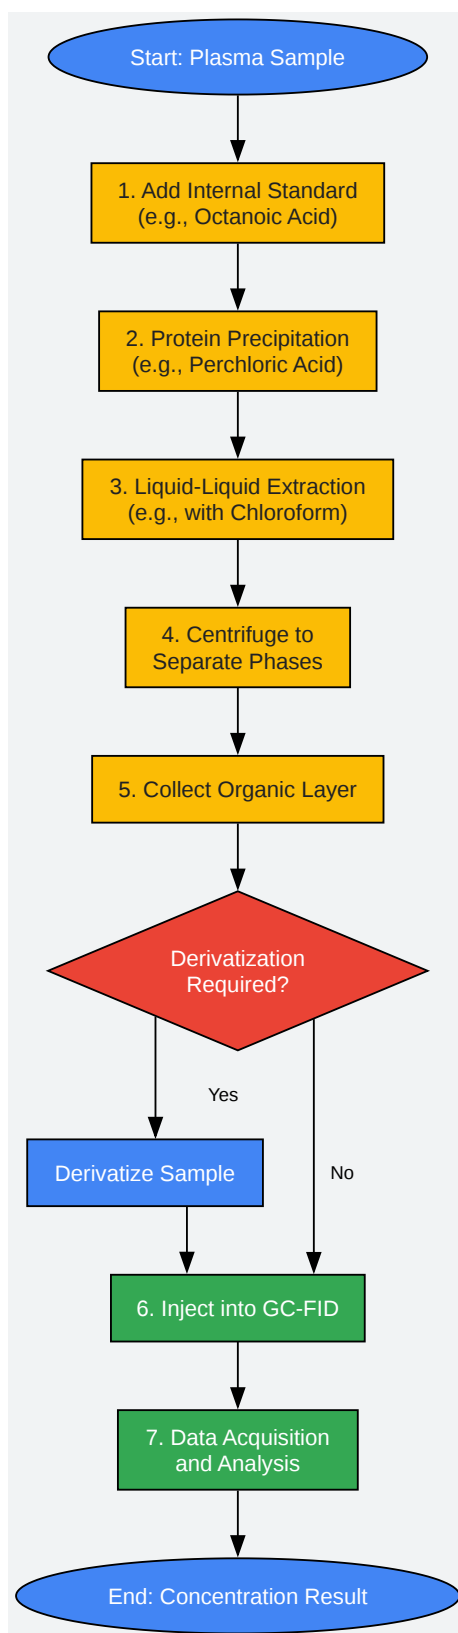 Start: Plasma Sample
1. Add Internal Standard
(e.g., Octanoic Acid)
2. Protein Precipitation
(e.g., Perchloric Acid)
3. Liquid-Liquid Extraction
(e.g., with Chloroform)
4. Centrifuge to
Separate Phases
5. Collect Organic Layer
Derivatization
Required?
Yes
Derivatize Sample
No
6. Inject into GC-FID
7. Data Acquisition
and Analysis
End: Concentration Result